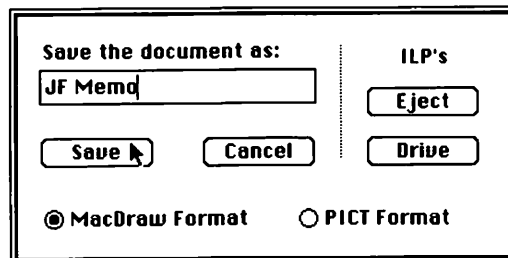 Save the document as:
JF Memo
Save
Cancel
MacDraw Format
PICT Format
ILP's
Eject
Drive